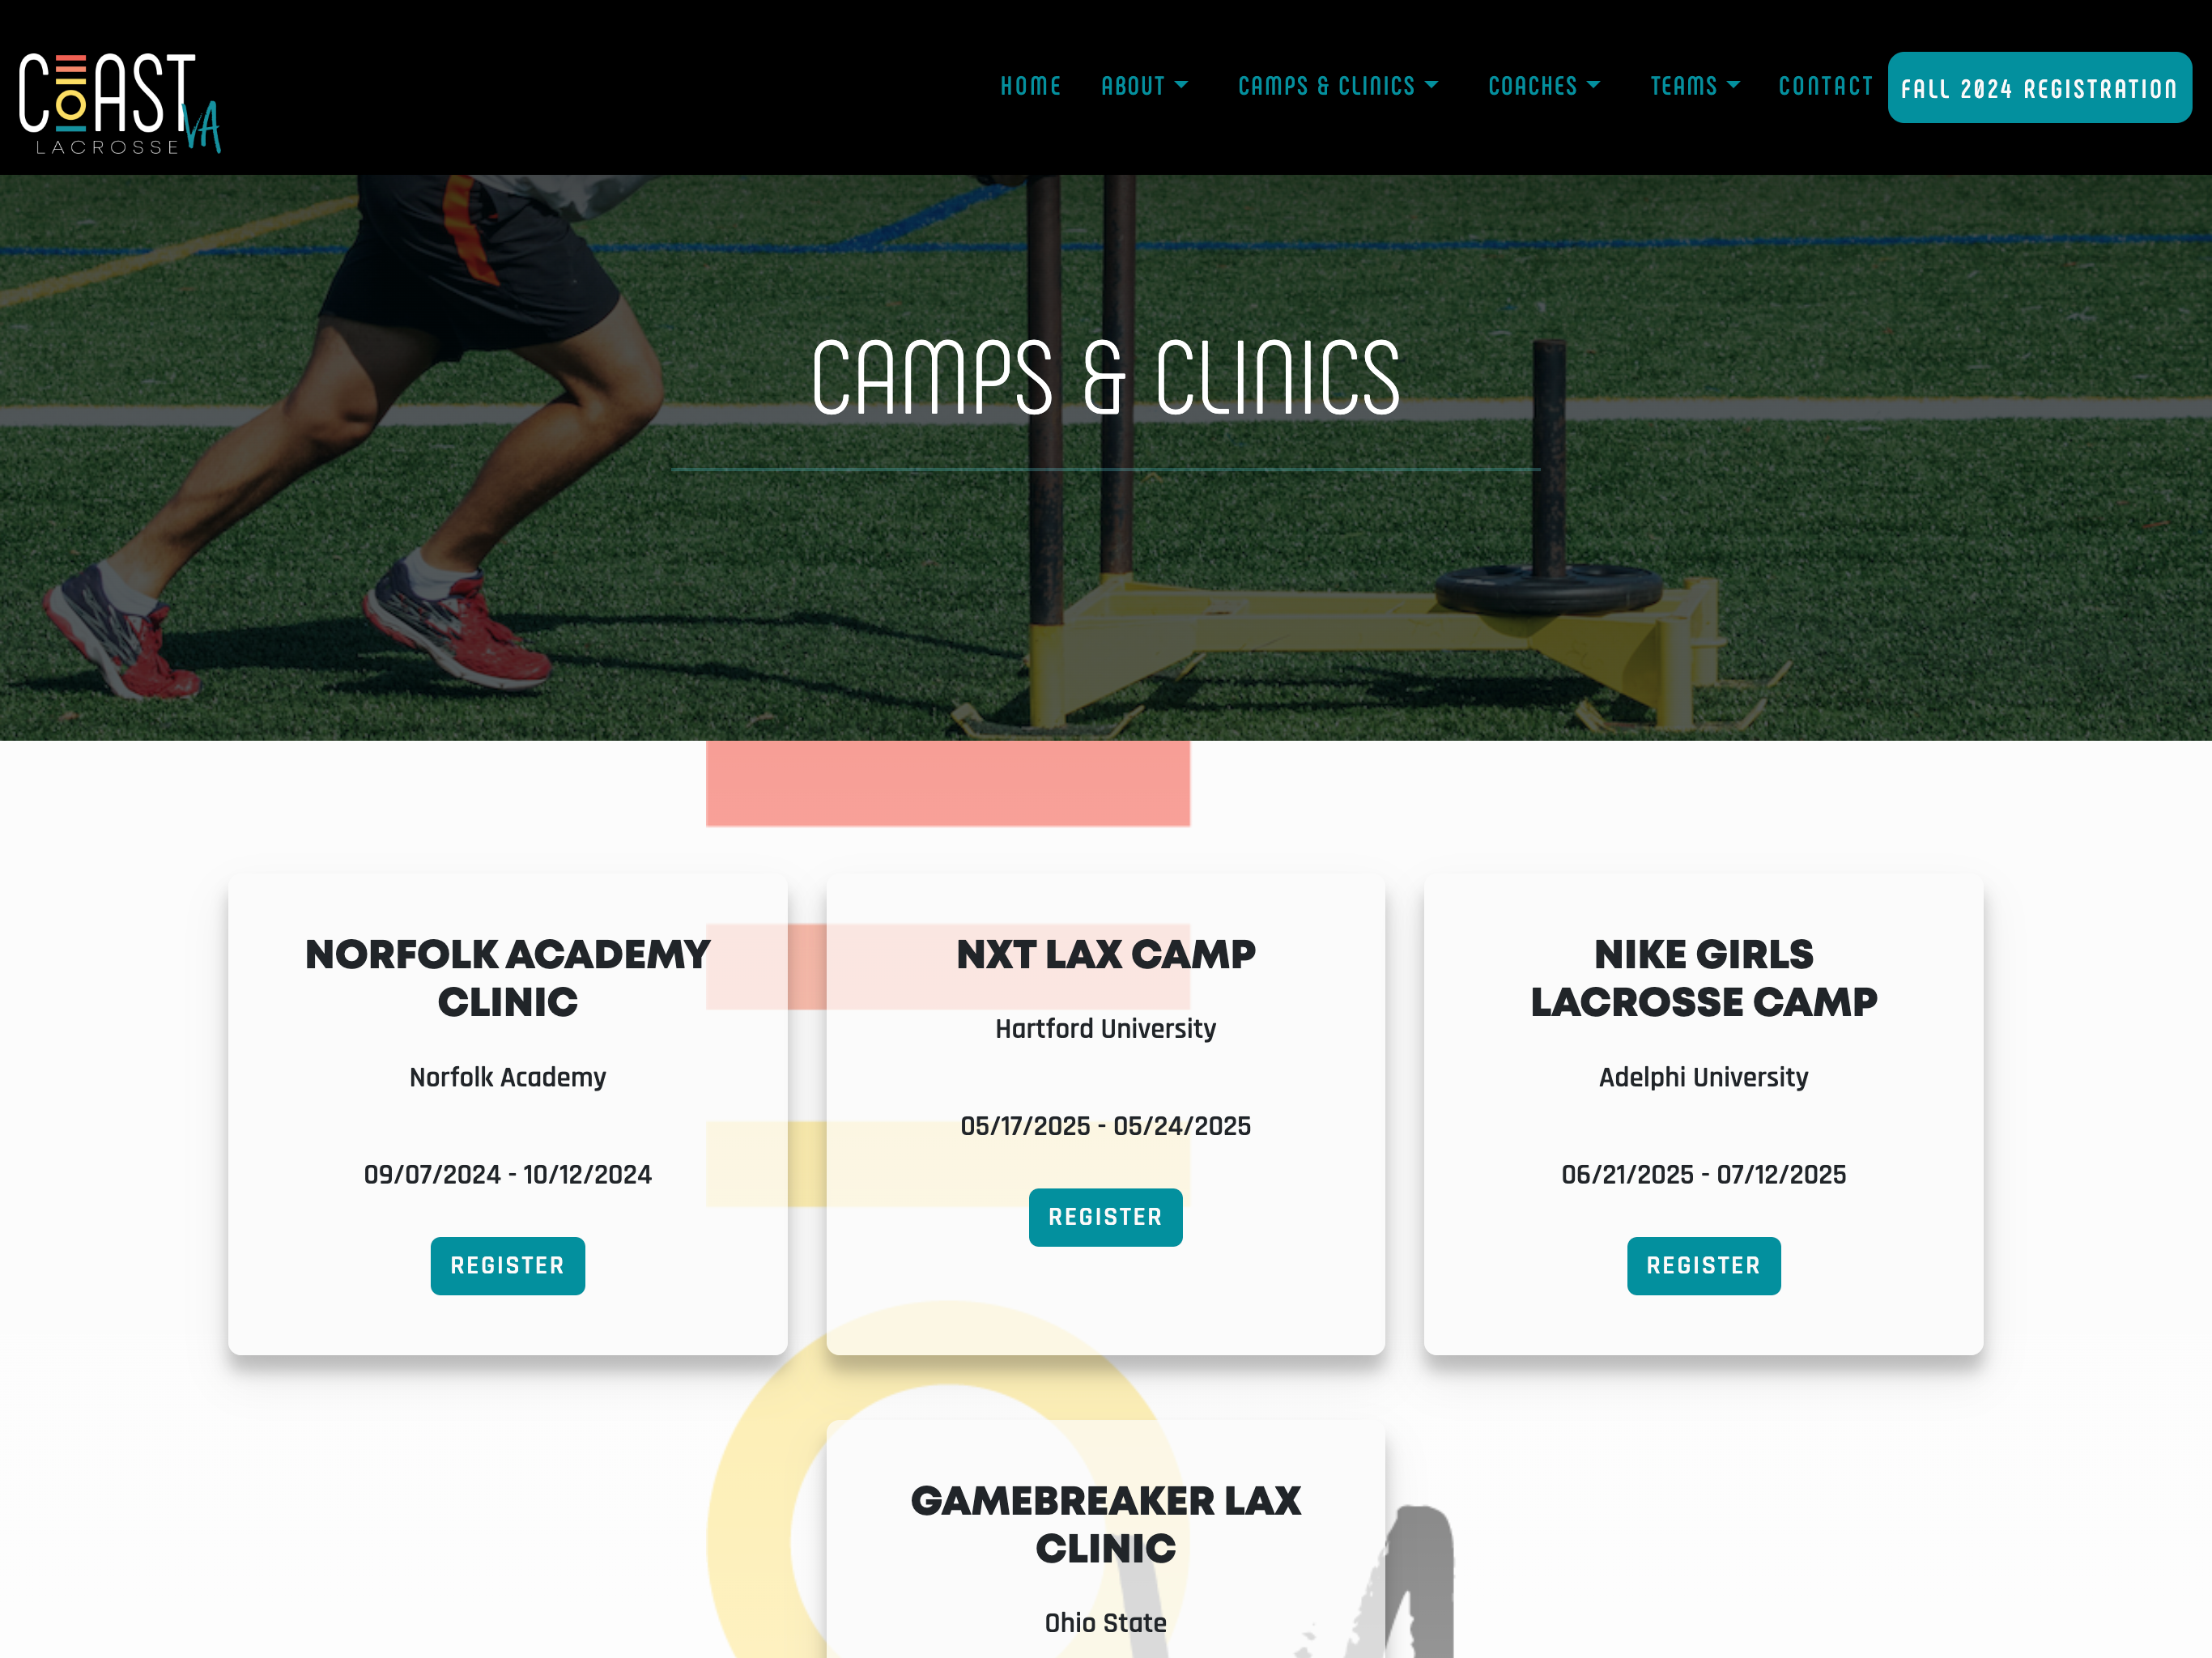 COAST VA
LACROSSE
HOME ABOUT CAMPS & CLINICS COACHES TEAMS CONTACT FALL 2024 REGISTRATION
CAMPS & CLINICS
NORFOLK ACADEMY
CLINIC
Norfolk Academy
09/07/2024 - 10/12/2024
REGISTER
NXT LAX CAMP
Hartford University
05/17/2025 - 05/24/2025
REGISTER
NIKE GIRLS
LACROSSE CAMP
Adelphi University
06/21/2025 - 07/12/2025
REGISTER
GAMEBREAKER LAX
CLINIC
Ohio State